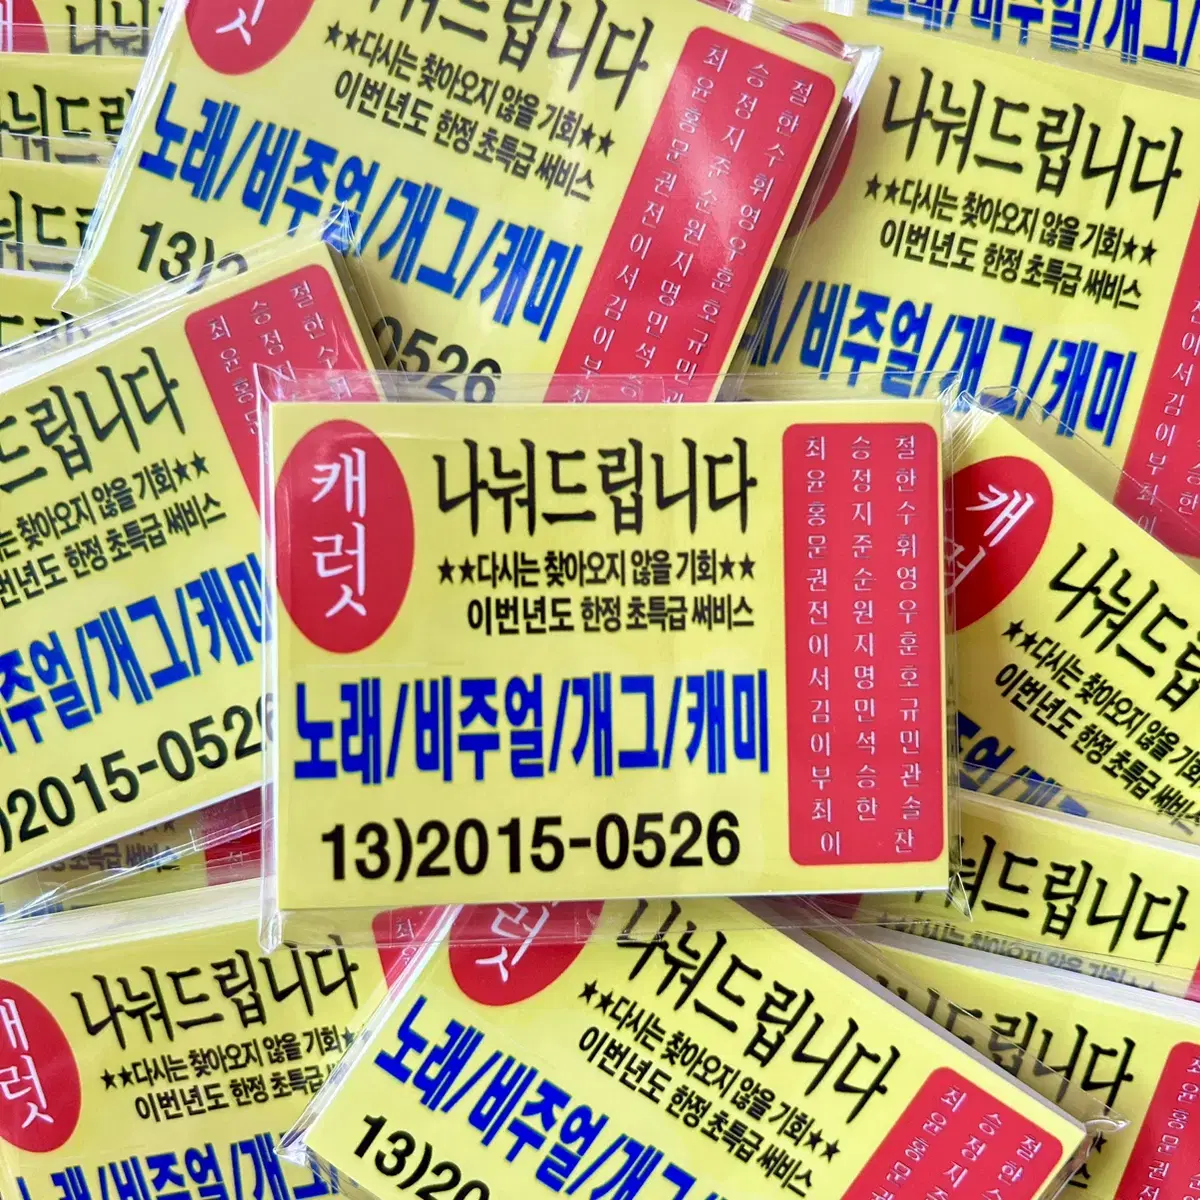 캐럿
나눠드립니다
★★다시는 찾아오지 않을 기회★★
이번년도 한정 초특급 써비스
노래/비주얼/개그/캐미
13)2015-0526
최승철
윤정한
홍지수
문준휘
권순영
전원우
이지훈
서명호
김민규
이석민
부승관
최한솔
이찬